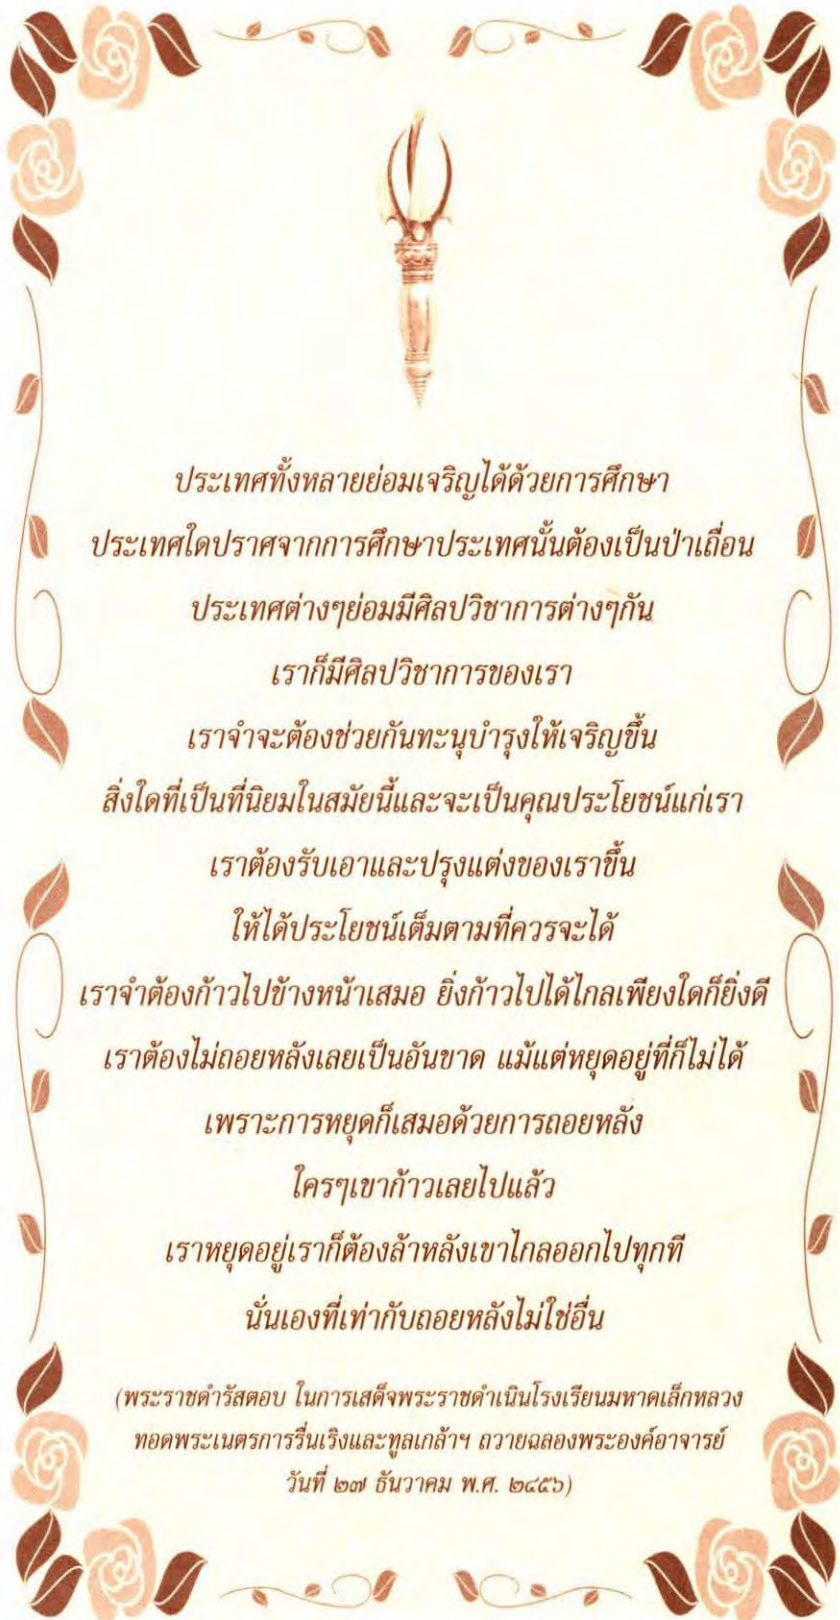 ประเทศทั้งหลายย่อมเจริญได้ด้วยการศึกษา
ประเทศใดปราศจากการศึกษาประเทศนั้นต้องเป็นป่าเถื่อน
ประเทศต่างๆย่อมมีศิลปวิชาการต่างๆกัน
เราก็มีศิลปวิชาการของเรา
เราจำจะต้องช่วยกันทะนุบำรุงให้เจริญขึ้น
สิ่งใดที่เป็นที่นิยมในสมัยนี้และจะเป็นคุณประโยชน์แก่เรา
เราต้องรับเอาและปรุงแต่งของเราขึ้น
ให้ได้ประโยชน์เต็มตามที่ควรจะได้
เราจำต้องก้าวไปข้างหน้าเสมอ ยิ่งก้าวไปได้ไกลเพียงใดก็ยิ่งดี
เราต้องไม่ถอยหลังเลยเป็นอันขาด แม้แต่หยุดอยู่ที่ก็ไม่ได้
เพราะการหยุดก็เสมอด้วยการถอยหลัง
ใครๆเขาก้าวเลยไปแล้ว
เราหยุดอยู่เราก็ต้องล้าหลังเขาไกลออกไปทุกที
นั่นเองที่เท่ากับถอยหลังไม่ใช่อื่น
(พระราชดำรัสตอบ ในการเสด็จพระราชดำเนินโรงเรียนมหาดเล็กหลวง
ทอดพระเนตรการรื่นเริงและทูลเกล้าฯ ถวายฉลองพระองค์อาจารย์
วันที่ ๒๗ ธันวาคม พ.ศ. ๒๔๕๖)